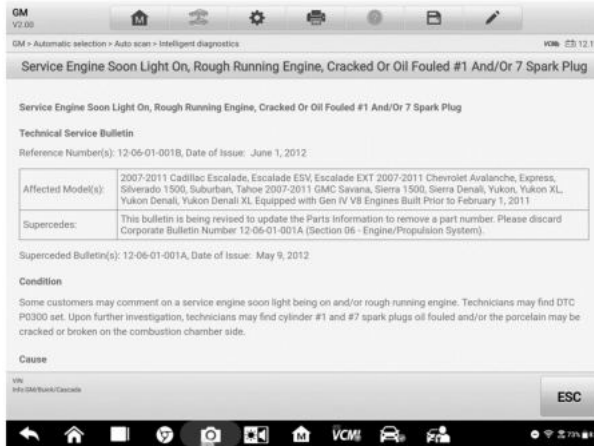 GM
V2.00
GM > Automatic selection > Auto scan > Intelligent diagnostics
VCMI 12.1
Service Engine Soon Light On, Rough Running Engine, Cracked Or Oil Fouled #1 And/Or 7 Spark Plug
Service Engine Soon Light On, Rough Running Engine, Cracked Or Oil Fouled #1 And/Or 7 Spark Plug
Technical Service Bulletin
Reference Number(s): 12-06-01-001B, Date of Issue: June 1, 2012
Affected Model(s):
2007-2011 Cadillac Escalade, Escalade ESV, Escalade EXT 2007-2011 Chevrolet Avalanche, Express,
Silverado 1500, Suburban, Tahoe 2007-2011 GMC Savana, Sierra 1500, Sierra Denali, Yukon, Yukon XL,
Yukon Denali, Yukon Denali XL Equipped with Gen IV V8 Engines Built Prior to February 1, 2011
Supercedes:
This bulletin is being revised to update the Parts Information to remove a part number. Please discard
Corporate Bulletin Number 12-06-01-001A (Section 06 - Engine/Propulsion System).
Superceded Bulletin(s): 12-06-01-001A, Date of Issue: May 9, 2012
Condition
Some customers may comment on a service engine soon light being on and/or rough running engine. Technicians may find DTC
P0300 set. Upon further investigation, technicians may find cylinder #1 and #7 spark plugs oil fouled and/or the porcelain may be
cracked or broken on the combustion chamber side.
Cause
VIN:
Info:GM/Buick/Cascada
ESC
M
VCMI
73%